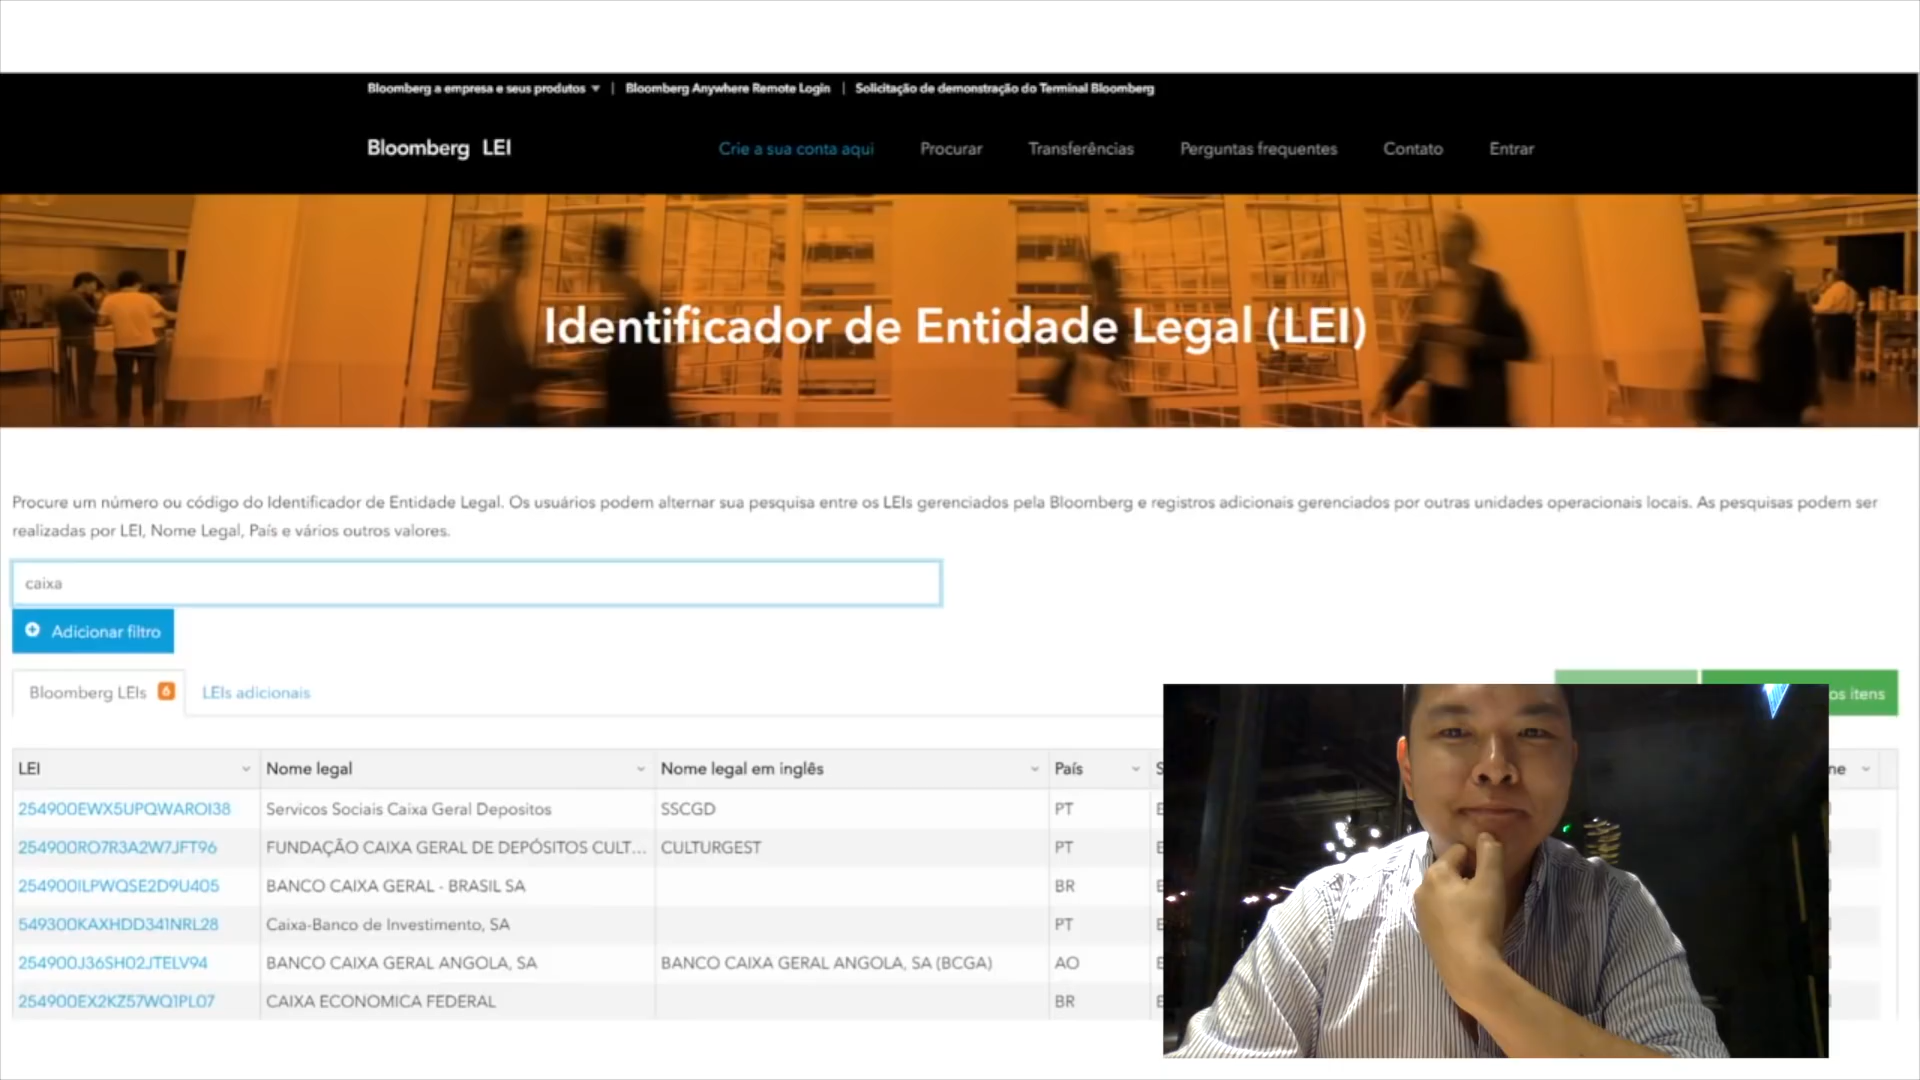 Bloomberg a empresa e seus produtos | Bloomberg Anywhere Remote Login | Solicitação de demonstração do Terminal Bloomberg
Bloomberg LEI Crie a sua conta aqui Procurar Transferências Perguntas frequentes Contato Entrar
Identificador de Entidade Legal (LEI)
Procure um número ou código do Identificador de Entidade Legal. Os usuários podem alternar sua pesquisa entre os LEIs gerenciados pela Bloomberg e registros adicionais gerenciados por outras unidades operacionais locais. As pesquisas podem ser
realizadas por LEI, Nome Legal, País e vários outros valores.
caixa
Adicionar filtro
Bloomberg LEIs 6 LEIs adicionais os itens
LEI Nome legal Nome legal em inglês País S ne
254900EWX5UPQWAROI38 Servicos Sociais Caixa Geral Depositos SSCGD PT E
254900RO7R3A2W7JFT96 FUNDAÇÃO CAIXA GERAL DE DEPÓSITOS CULT... CULTURGEST PT E
254900ILPWQSE2D9U405 BANCO CAIXA GERAL - BRASIL SA BR E
549300KAXHDD341NRL28 Caixa-Banco de Investimento, SA PT E
254900J36SH02JTELV94 BANCO CAIXA GERAL ANGOLA, SA BANCO CAIXA GERAL ANGOLA, SA (BCGA) AO E
254900EX2KZ57WQ1PL07 CAIXA ECONOMICA FEDERAL BR E